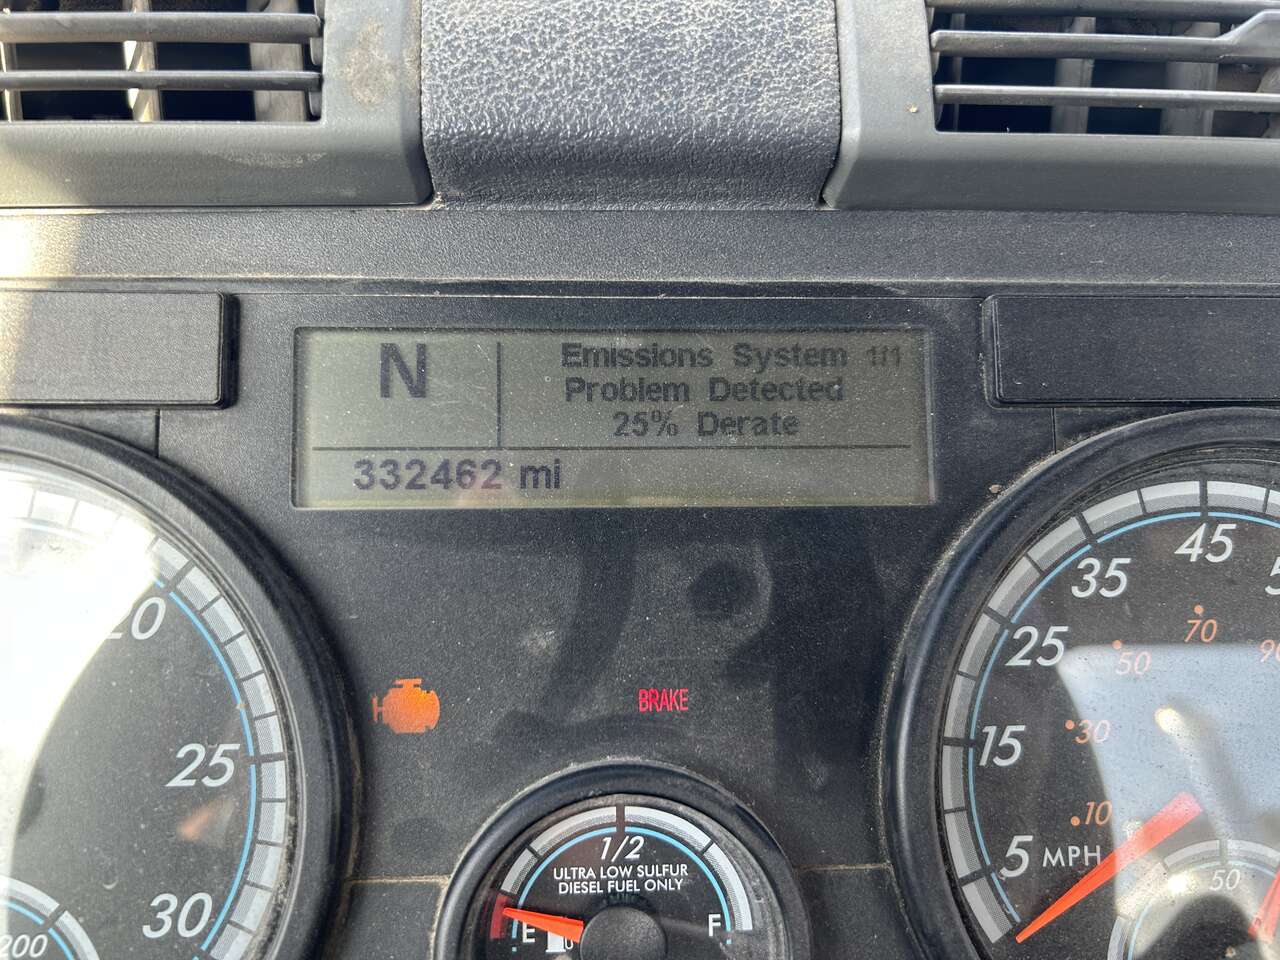 N
Emissions System 1/1
Problem Detected
25% Derate
332462 mi
BRAKE
20
25
30
200
1/2
ULTRA LOW SULFUR
DIESEL FUEL ONLY
E
F
45
35
25
15
5 MPH
70
50
30
10
90
50